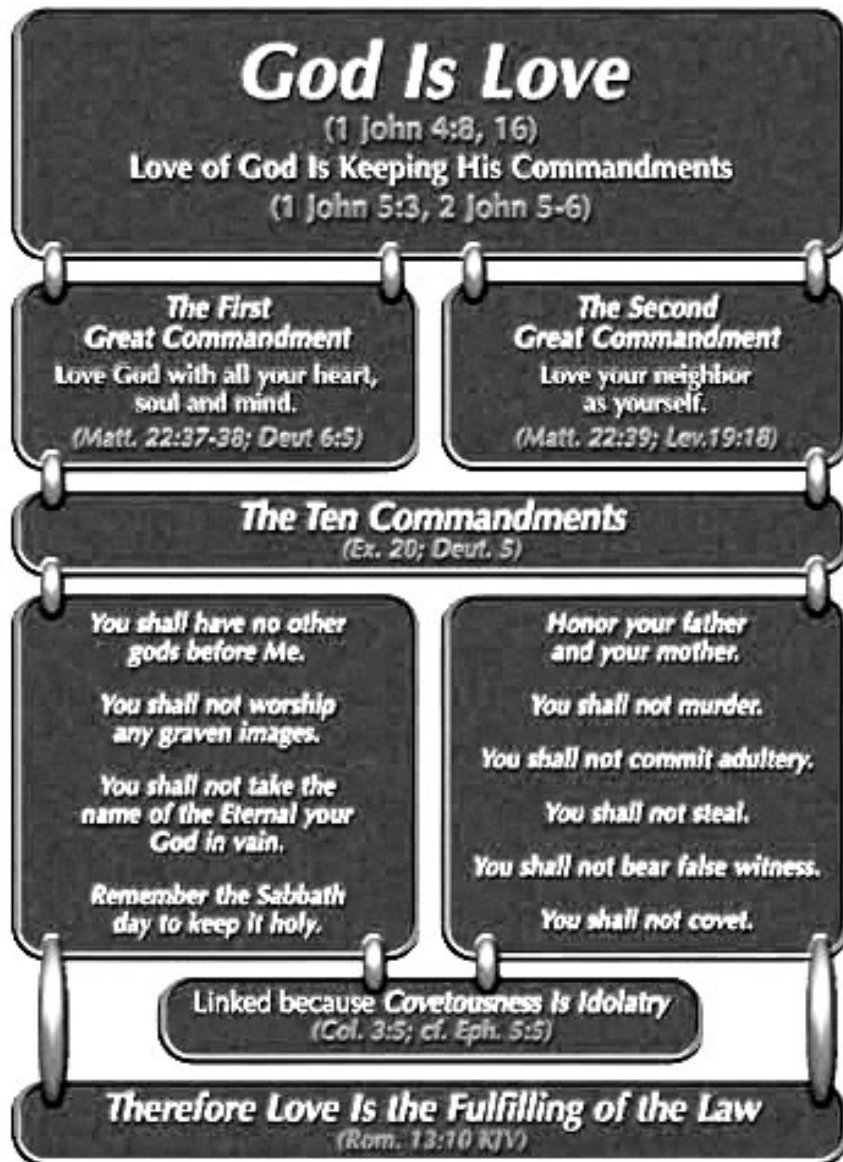 God Is Love
(1 John 4:8, 16)
Love of God Is Keeping His Commandments
(1 John 5:3, 2 John 5-6)
The First
Great Commandment
Love God with all your heart,
soul and mind.
(Matt. 22:37-38; Deut 6:5)
The Second
Great Commandment
Love your neighbor
as yourself.
(Matt. 22:39; Lev.19:18)
The Ten Commandments
(Ex. 20; Deut. 5)
You shall have no other
gods before Me.
You shall not worship
any graven images.
You shall not take the
name of the Eternal your
God in vain.
Remember the Sabbath
day to keep it holy.
Honor your father
and your mother.
You shall not murder.
You shall not commit adultery.
You shall not steal.
You shall not bear false witness.
You shall not covet.
Linked because Covetousness Is Idolatry
(Col. 3:5; cf. Eph. 5:5)
Therefore Love Is the Fulfilling of the Law
(Rom. 13:10 KJV)